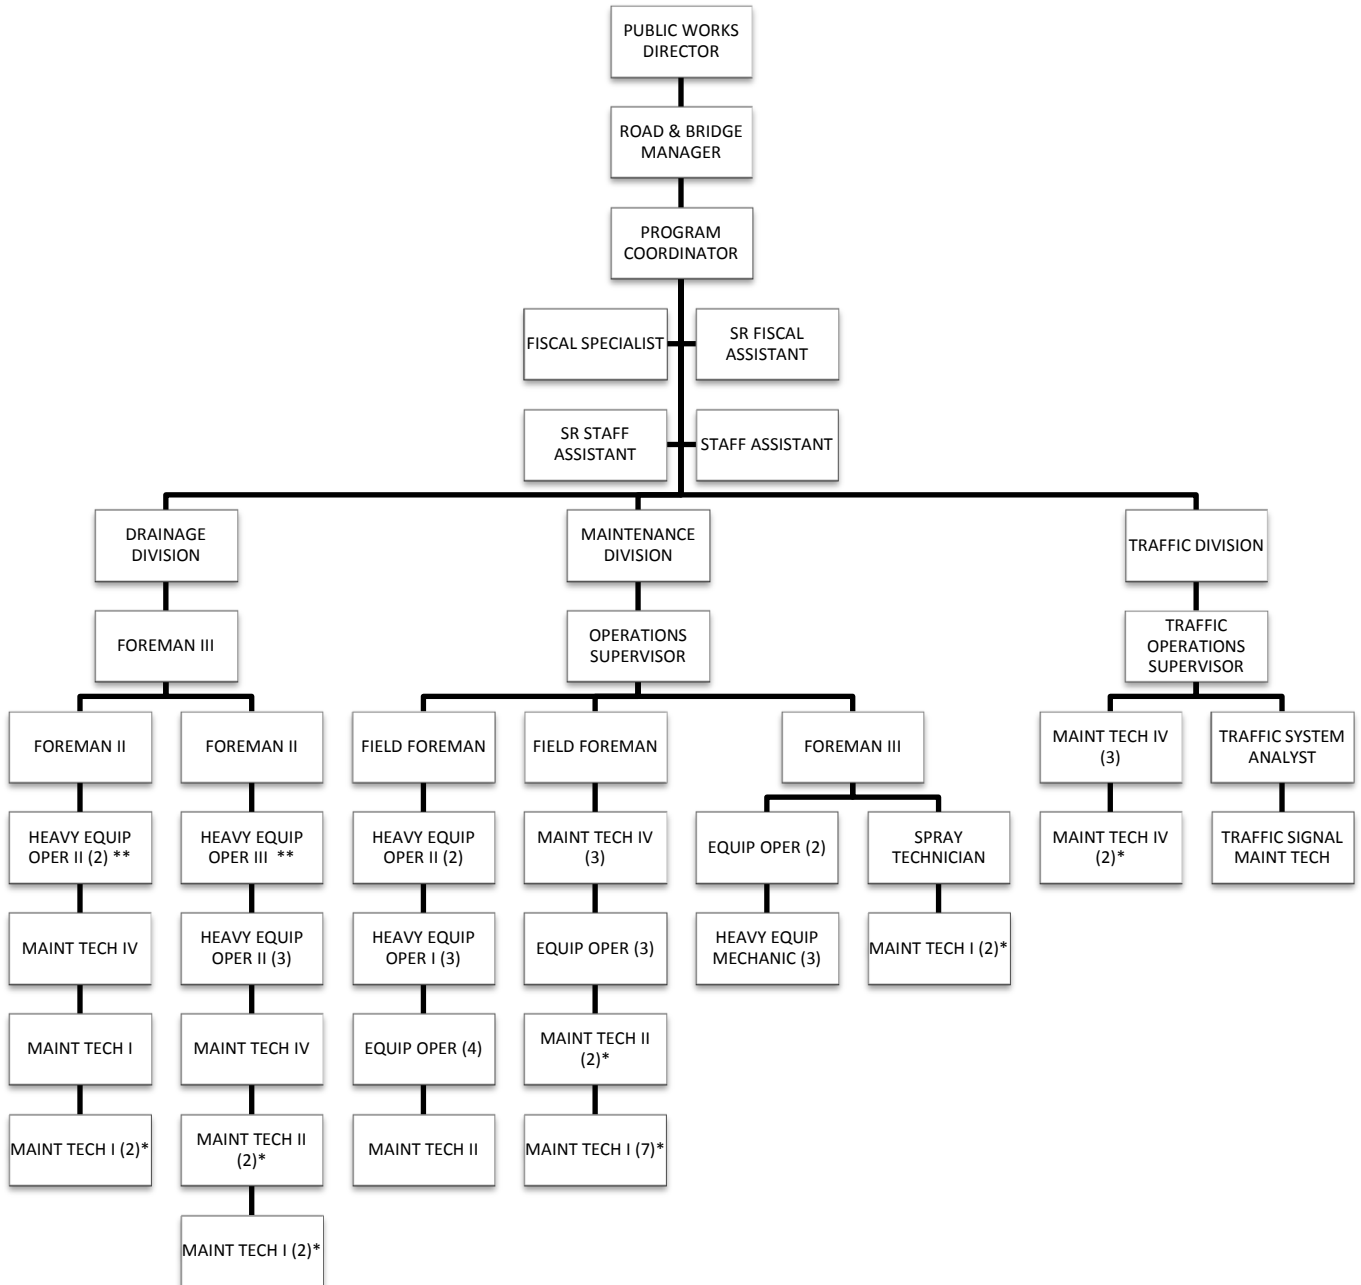 PUBLIC WORKS
DIRECTOR
ROAD & BRIDGE
MANAGER
PROGRAM
COORDINATOR
FISCAL SPECIALIST
SR FISCAL
ASSISTANT
SR STAFF
ASSISTANT
STAFF ASSISTANT
DRAINAGE
DIVISION
MAINTENANCE
DIVISION
TRAFFIC DIVISION
FOREMAN III
OPERATIONS
SUPERVISOR
TRAFFIC
OPERATIONS
SUPERVISOR
FOREMAN II
FOREMAN II
FIELD FOREMAN
FIELD FOREMAN
FOREMAN III
MAINT TECH IV
(3)
TRAFFIC SYSTEM
ANALYST
HEAVY EQUIP
OPER II (2) **
HEAVY EQUIP
OPER III **
HEAVY EQUIP
OPER II (2)
MAINT TECH IV
(3)
EQUIP OPER (2)
SPRAY
TECHNICIAN
MAINT TECH IV
(2)*
TRAFFIC SIGNAL
MAINT TECH
MAINT TECH IV
HEAVY EQUIP
OPER II (3)
HEAVY EQUIP
OPER I (3)
EQUIP OPER (3)
HEAVY EQUIP
MECHANIC (3)
MAINT TECH I (2)*
MAINT TECH I
MAINT TECH IV
EQUIP OPER (4)
MAINT TECH II
(2)*
MAINT TECH I (2)*
MAINT TECH II
(2)*
MAINT TECH II
MAINT TECH I (7)*
MAINT TECH I (2)*